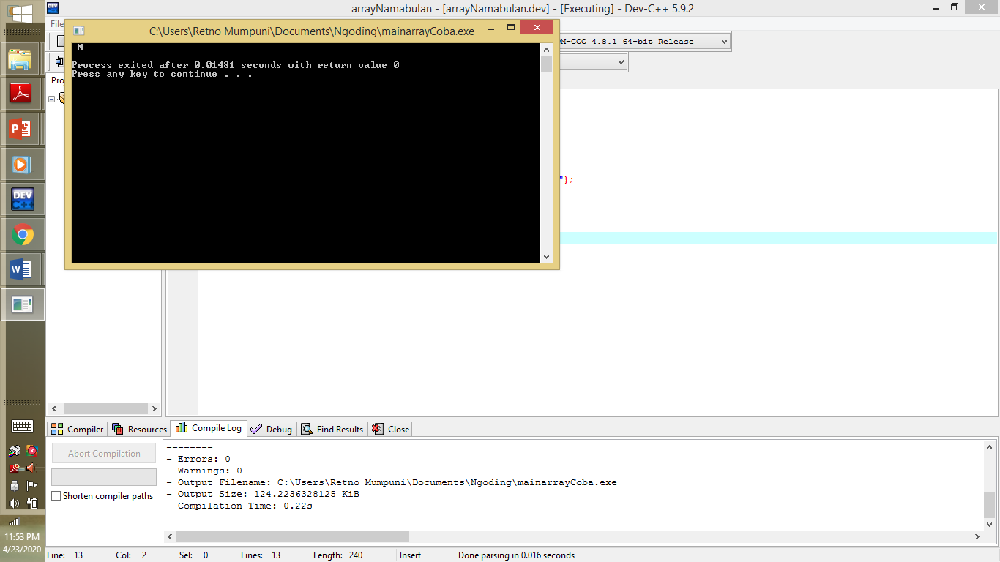 arrayNamabulan - [arrayNamabulan.dev] - [Executing] - Dev-C++ 5.9.2
File
C:\Users\Retno Mumpuni\Documents\Ngoding\mainarrayCoba.exe
M
--------------------------------
Process exited after 0.01481 seconds with return value 0
Press any key to continue . . .
M-GCC 4.8.1 64-bit Release
"};
DEV
C++
Compiler
Resources
Compile Log
Debug
Find Results
Close
Abort Compilation
Shorten compiler paths
--------
- Errors: 0
- Warnings: 0
- Output Filename: C:\Users\Retno Mumpuni\Documents\Ngoding\mainarrayCoba.exe
- Output Size: 124.2236328125 KiB
- Compilation Time: 0.22s
11:53 PM
4/23/2020
Line: 13 Col: 2 Sel: 0 Lines: 13 Length: 240 Insert Done parsing in 0.016 seconds